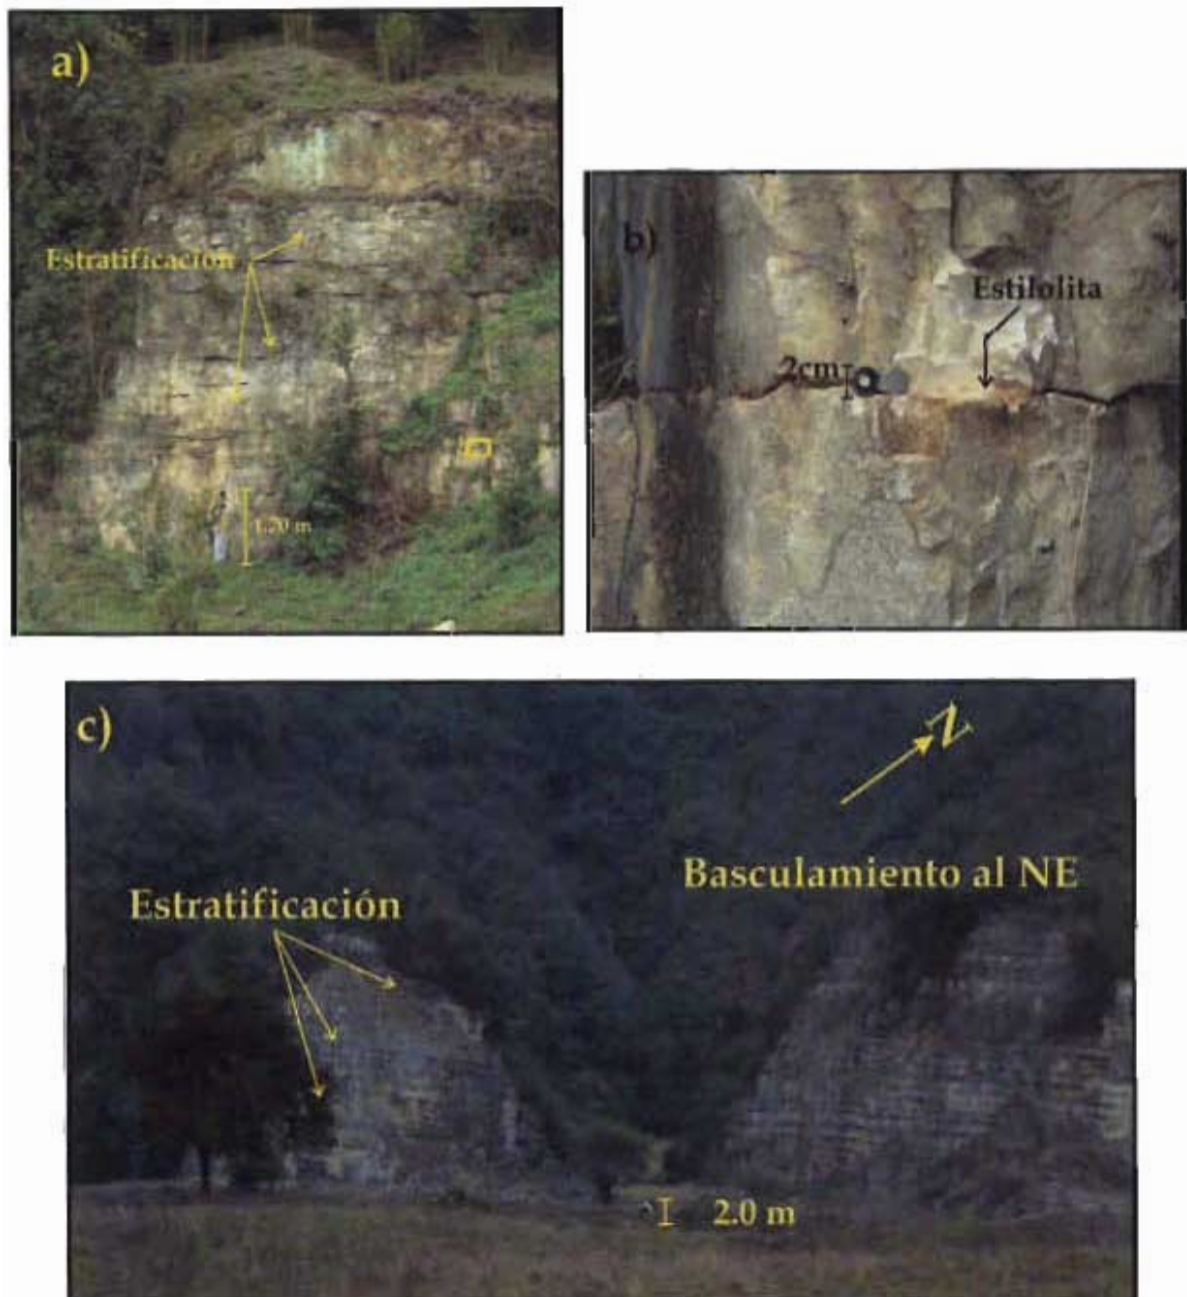 a)
Estratificación
1.20 m
b)
Estilolita
2cm
c)
N
Basculamiento al NE
Estratificación
2.0 m